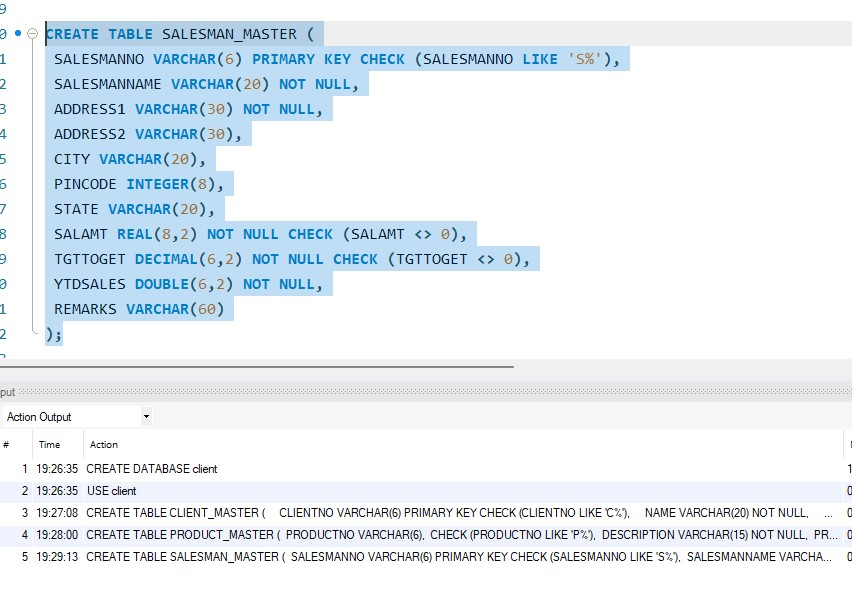 9
0 CREATE TABLE SALESMAN_MASTER (
1 SALESMANNO VARCHAR(6) PRIMARY KEY CHECK (SALESMANNO LIKE 'S%'),
2 SALESMANNAME VARCHAR(20) NOT NULL,
3 ADDRESS1 VARCHAR(30) NOT NULL,
4 ADDRESS2 VARCHAR(30),
5 CITY VARCHAR(20),
6 PINCODE INTEGER(8),
7 STATE VARCHAR(20),
8 SALAMT REAL(8,2) NOT NULL CHECK (SALAMT <> 0),
9 TGTTOGET DECIMAL(6,2) NOT NULL CHECK (TGTTOGET <> 0),
0 YTDSALES DOUBLE(6,2) NOT NULL,
1 REMARKS VARCHAR(60)
2 );
put
Action Output
# Time Action
1 19:26:35 CREATE DATABASE client 1
2 19:26:35 USE client 0
3 19:27:08 CREATE TABLE CLIENT_MASTER ( CLIENTNO VARCHAR(6) PRIMARY KEY CHECK (CLIENTNO LIKE 'C%'), NAME VARCHAR(20) NOT NULL, ... 0
4 19:28:00 CREATE TABLE PRODUCT_MASTER ( PRODUCTNO VARCHAR(6), CHECK (PRODUCTNO LIKE 'P%'), DESCRIPTION VARCHAR(15) NOT NULL, PR... 0
5 19:29:13 CREATE TABLE SALESMAN_MASTER ( SALESMANNO VARCHAR(6) PRIMARY KEY CHECK (SALESMANNO LIKE 'S%'), SALESMANNAME VARCHA... 0